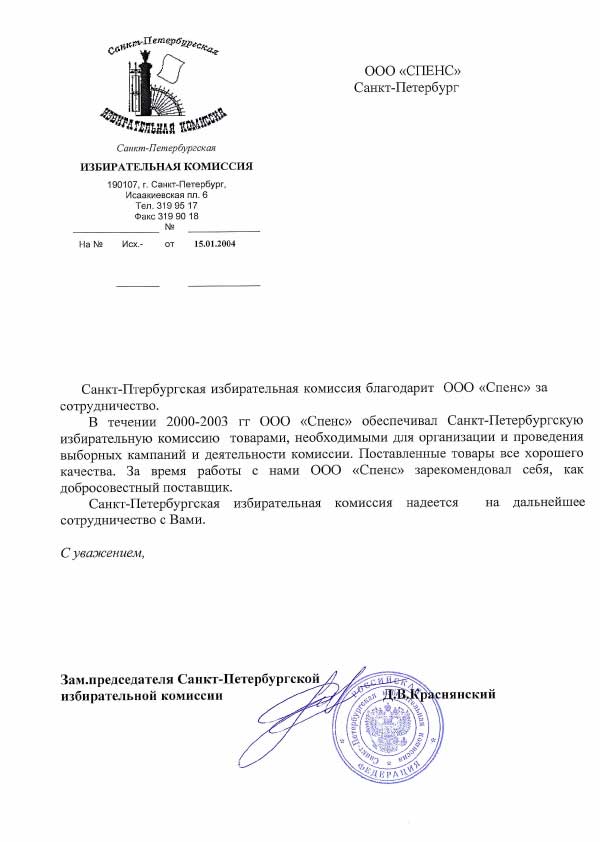 Санкт-Петербургская
ИЗБИРАТЕЛЬНАЯ КОМИССИЯ
ООО «СПЕНС»
Санкт-Петербург
Санкт-Петербургская
ИЗБИРАТЕЛЬНАЯ КОМИССИЯ
190107, г. Санкт-Петербург,
Исаакиевская пл. 6
Тел. 319 95 17
Факс 319 90 18
№
На № Исх.- от 15.01.2004
Санкт-Птербургская избирательная комиссия благодарит ООО «Спенс» за
сотрудничество.
В течении 2000-2003 гг ООО «Спенс» обеспечивал Санкт-Петербургскую
избирательную комиссию товарами, необходимыми для организации и проведения
выборных кампаний и деятельности комиссии. Поставленные товары все хорошего
качества. За время работы с нами ООО «Спенс» зарекомендовал себя, как
добросовестный поставщик.
Санкт-Петербургская избирательная комиссия надеется на дальнейшее
сотрудничество с Вами.
С уважением,
Зам.председателя Санкт-Петербургской
избирательной комиссии Д.В.Краснянский
РОССИЙСКАЯ
ФЕДЕРАЦИЯ
Санкт-Петербургская избирательная комиссия